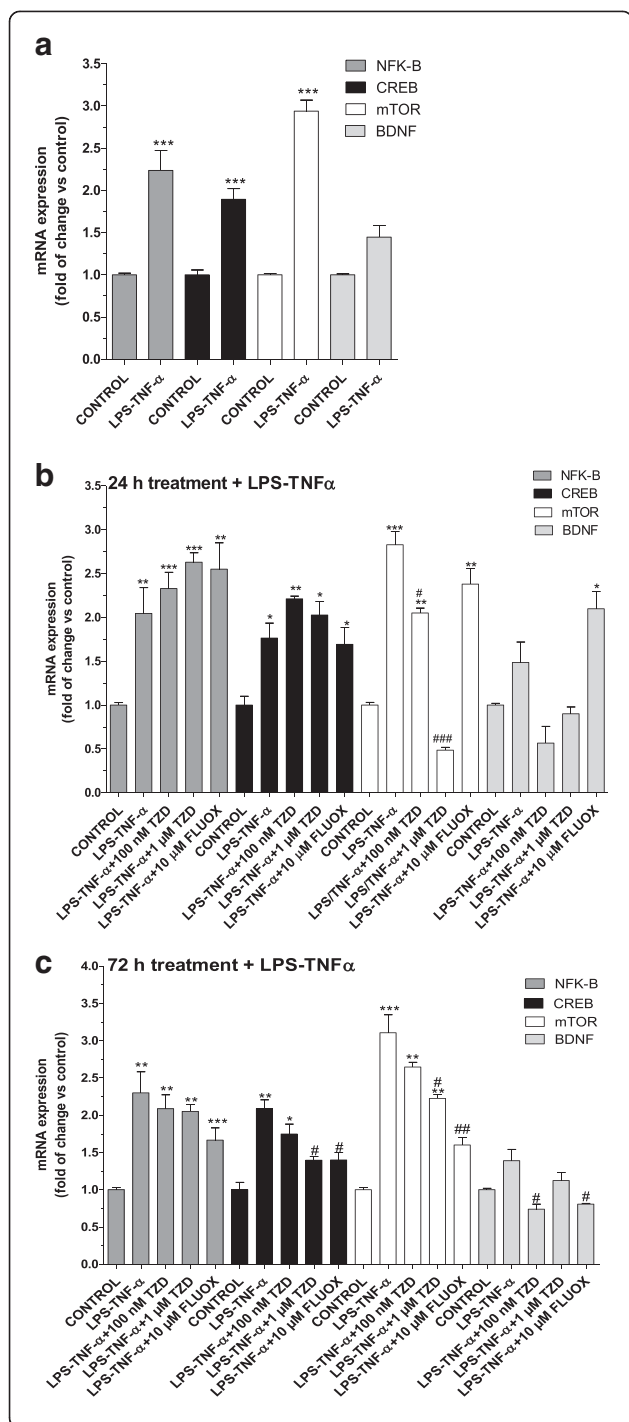 a
mRNA expression
(fold of change vs control)
3.5
3.0
2.5
2.0
1.5
1.0
0.5
0.0
***
***
***
NFK-B
CREB
mTOR
BDNF
CONTROL
LPS-TNF-α
CONTROL
LPS-TNF-α
CONTROL
LPS-TNF-α
CONTROL
LPS-TNF-α
b
24 h treatment + LPS-TNFα
mRNA expression
(fold of change vs control)
3.5
3.0
2.5
2.0
1.5
1.0
0.5
0.0
**
***
***
**
*
**
*
*
***
#
**
###
**
*
NFK-B
CREB
mTOR
BDNF
CONTROL
LPS-TNF-α
LPS-TNF-α+100 nM TZD
LPS-TNF-α+1 μM TZD
LPS-TNF-α+10 μM FLUOX
CONTROL
LPS-TNF-α
LPS-TNF-α+100 nM TZD
LPS-TNF-α+1 μM TZD
LPS-TNF-α+10 μM FLUOX
CONTROL
LPS-TNF-α
LPS/TNF-α+100 nM TZD
LPS/TNF-α+1 μM TZD
LPS-TNF-α+10 μM FLUOX
CONTROL
LPS-TNF-α
LPS-TNF-α+100 nM TZD
LPS-TNF-α+1 μM TZD
LPS-TNF-α+10 μM FLUOX
c
72 h treatment + LPS-TNFα
mRNA expression
(fold of change vs control)
4.0
3.5
3.0
2.5
2.0
1.5
1.0
0.5
0.0
**
**
**
***
**
*
#
#
***
**
#
**
##
#
#
NFK-B
CREB
mTOR
BDNF
CONTROL
LPS-TNF-α
LPS-TNF-α+100 nM TZD
LPS-TNF-α+1 μM TZD
LPS-TNF-α+10 μM FLUOX
CONTROL
LPS-TNF-α
LPS-TNF-α+100 nM TZD
LPS-TNF-α+1 μM TZD
LPS-TNF-α+10 μM FLUOX
CONTROL
LPS-TNF-α
LPS-TNF-α+100 nM TZD
LPS-TNF-α+1 μM TZD
LPS-TNF-α+10 μM FLUOX
CONTROL
LPS-TNF-α
LPS-TNF-α+100 nM TZD
LPS-TNF-α+1 μM TZD
LPS-TNF-α+10 μM FLUOX